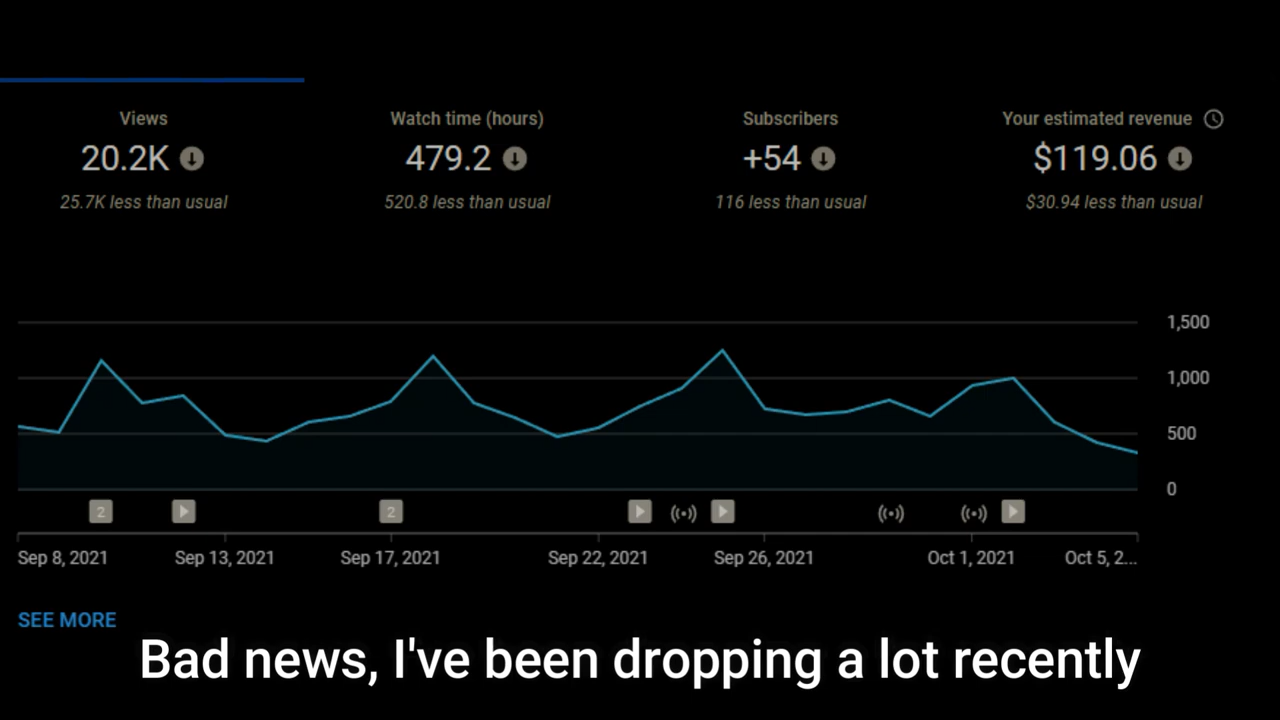 Views
Watch time (hours)
Subscribers
Your estimated revenue
20.2K
479.2
+54
$119.06
25.7K less than usual
520.8 less than usual
116 less than usual
$30.94 less than usual
1,500
1,000
500
0
2
2
Sep 8, 2021
Sep 13, 2021
Sep 17, 2021
Sep 22, 2021
Sep 26, 2021
Oct 1, 2021
Oct 5, 2...
SEE MORE
Bad news, I've been dropping a lot recently